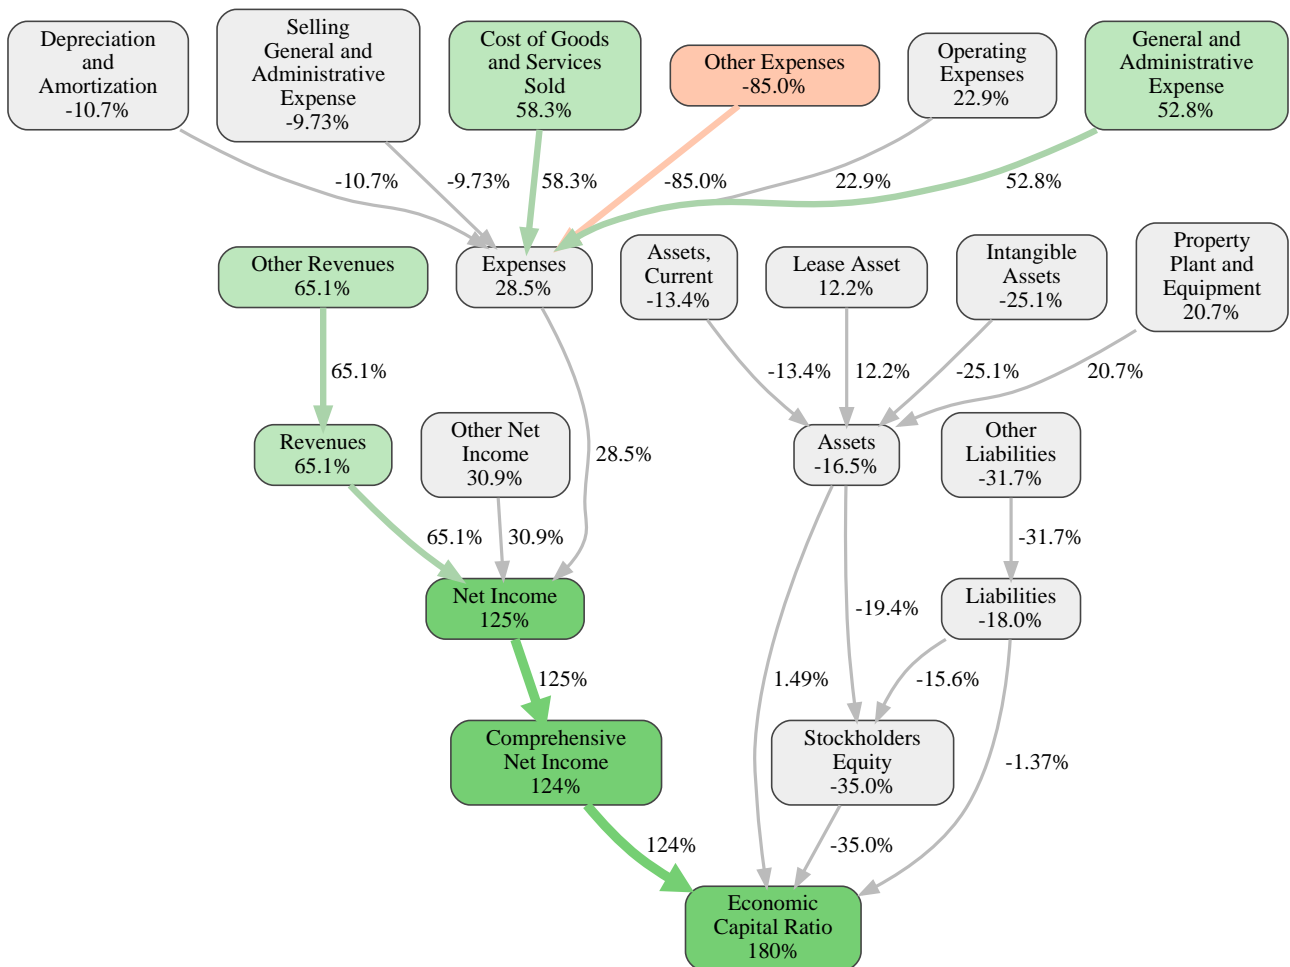 Depreciation
and
Amortization
-10.7%
Selling
General and
Administrative
Expense
-9.73%
Cost of Goods
and Services
Sold
58.3%
Other Expenses
-85.0%
Operating
Expenses
22.9%
General and
Administrative
Expense
52.8%
-10.7%
-9.73%
58.3%
-85.0%
22.9%
52.8%
Other Revenues
65.1%
Expenses
28.5%
Assets,
Current
-13.4%
Lease Asset
12.2%
Intangible
Assets
-25.1%
Property
Plant and
Equipment
20.7%
65.1%
-13.4%
12.2%
-25.1%
20.7%
Revenues
65.1%
Other Net
Income
30.9%
28.5%
Assets
-16.5%
Other
Liabilities
-31.7%
65.1%
30.9%
-31.7%
Net Income
125%
-19.4%
Liabilities
-18.0%
125%
1.49%
-15.6%
Comprehensive
Net Income
124%
Stockholders
Equity
-35.0%
-1.37%
124%
-35.0%
Economic
Capital Ratio
180%